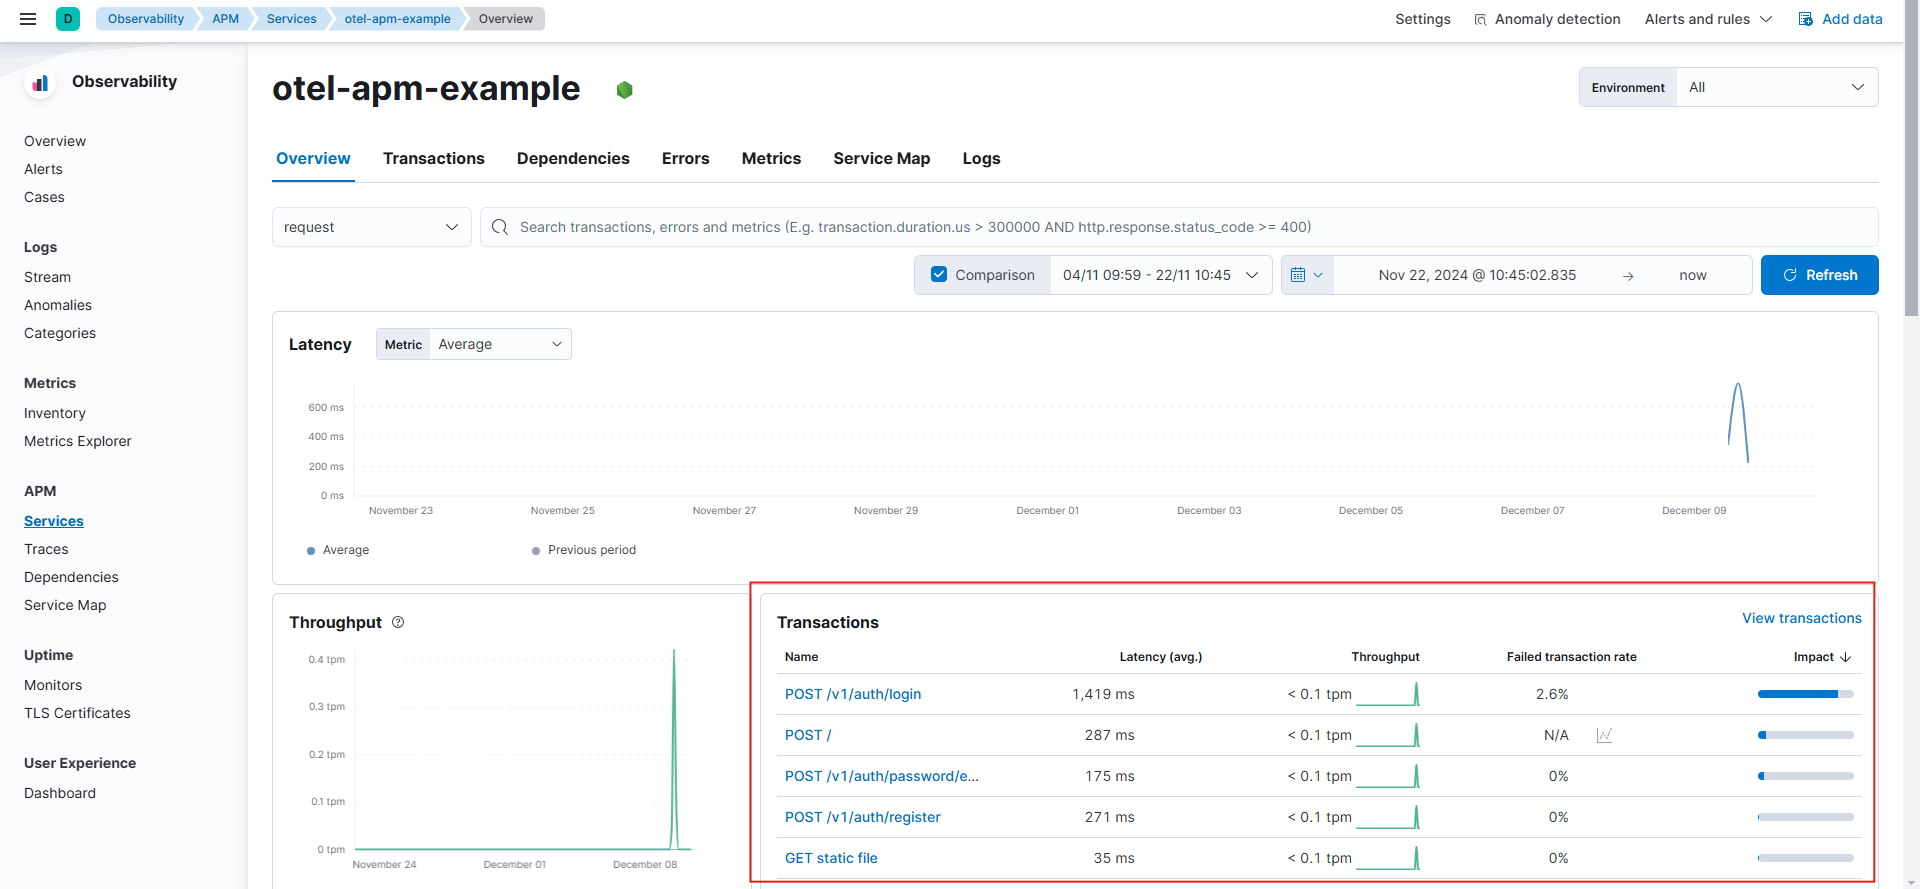 D Observability APM Services otel-apm-example Overview Settings Anomaly detection Alerts and rules Add data
Observability
Overview
Alerts
Cases
Logs
Stream
Anomalies
Categories
Metrics
Inventory
Metrics Explorer
APM
Services
Traces
Dependencies
Service Map
Uptime
Monitors
TLS Certificates
User Experience
Dashboard
otel-apm-example
Environment All
Overview Transactions Dependencies Errors Metrics Service Map Logs
request Search transactions, errors and metrics (E.g. transaction.duration.us > 300000 AND http.response.status_code >= 400)
Comparison 04/11 09:59 - 22/11 10:45 Nov 22, 2024 @ 10:45:02.835 → now Refresh
Latency Metric Average
600 ms
400 ms
200 ms
0 ms
November 23 November 25 November 27 November 29 December 01 December 03 December 05 December 07 December 09
Average Previous period
Throughput
0.4 tpm
0.3 tpm
0.2 tpm
0.1 tpm
0 tpm
November 24 December 01 December 08
Transactions View transactions
Name Latency (avg.) Throughput Failed transaction rate Impact
POST /v1/auth/login 1,419 ms < 0.1 tpm 2.6%
POST / 287 ms < 0.1 tpm N/A
POST /v1/auth/password/e... 175 ms < 0.1 tpm 0%
POST /v1/auth/register 271 ms < 0.1 tpm 0%
GET static file 35 ms < 0.1 tpm 0%